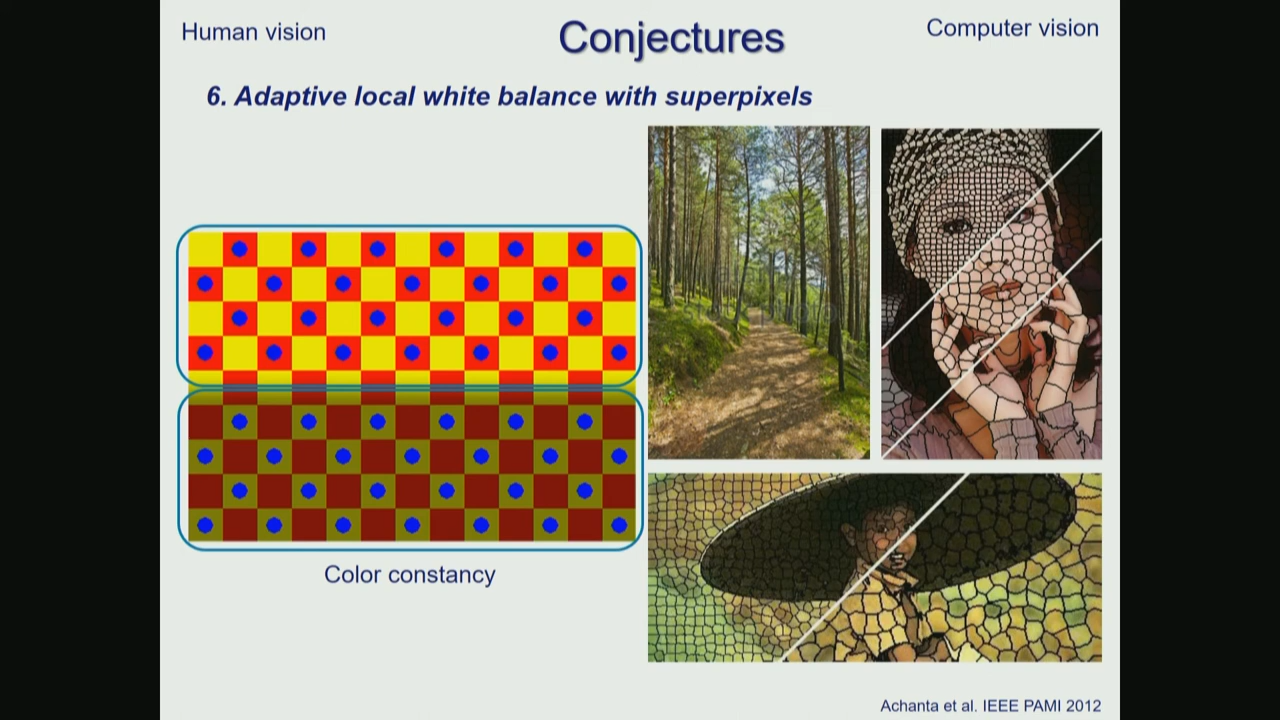 Human vision
Conjectures
Computer vision
6. Adaptive local white balance with superpixels
Color constancy
Achanta et al. IEEE PAMI 2012